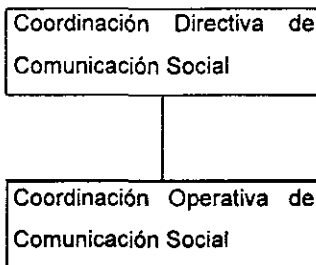 Coordinación Directiva de
Comunicación Social
Coordinación Operativa de
Comunicación Social